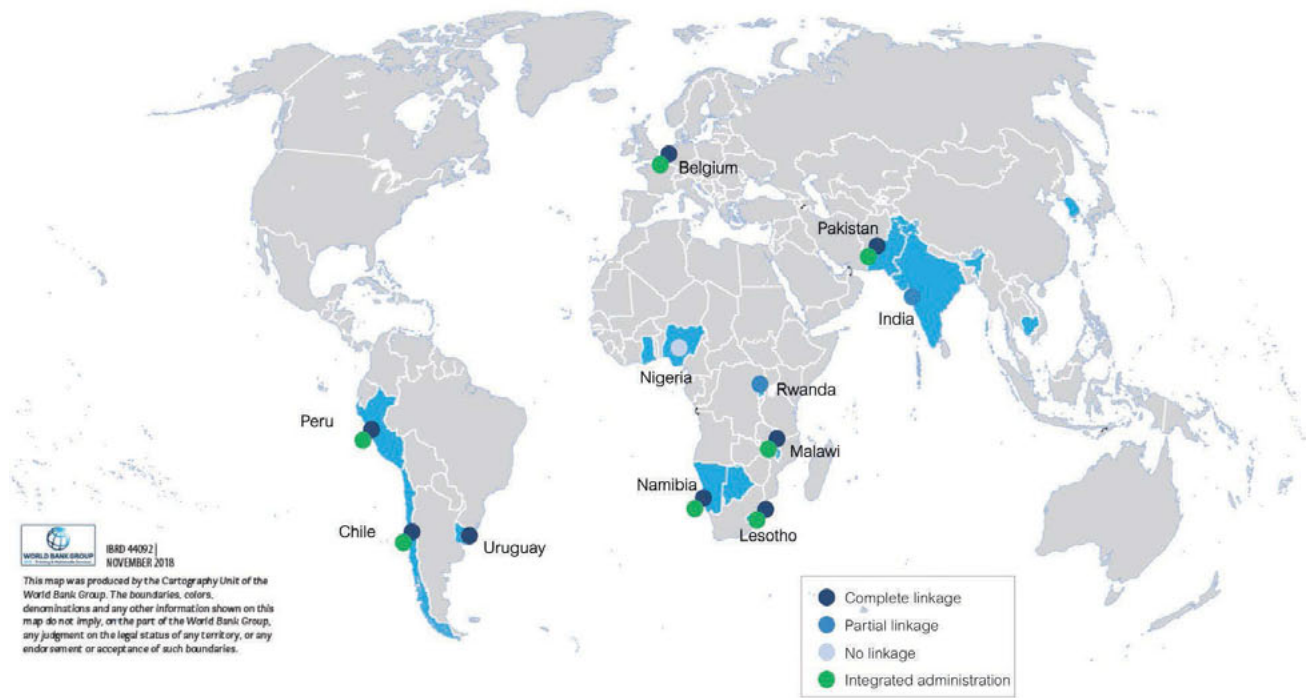 Belgium
Pakistan
India
Nigeria
Rwanda
Peru
Malawi
Namibia
Lesotho
Chile
Uruguay
WORLD BANK GROUP
IBRD 44092 |
NOVEMBER 2018
This map was produced by the Cartography Unit of the
World Bank Group. The boundaries, colors,
denominations and any other information shown on this
map do not imply, on the part of the World Bank Group,
any judgment on the legal status of any territory, or any
endorsement or acceptance of such boundaries.
Complete linkage
Partial linkage
No linkage
Integrated administration